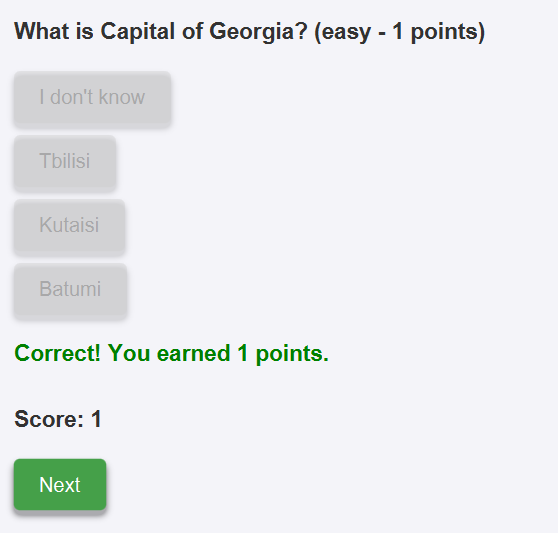 What is Capital of Georgia? (easy - 1 points)
I don't know
Tbilisi
Kutaisi
Batumi
Correct! You earned 1 points.
Score: 1
Next